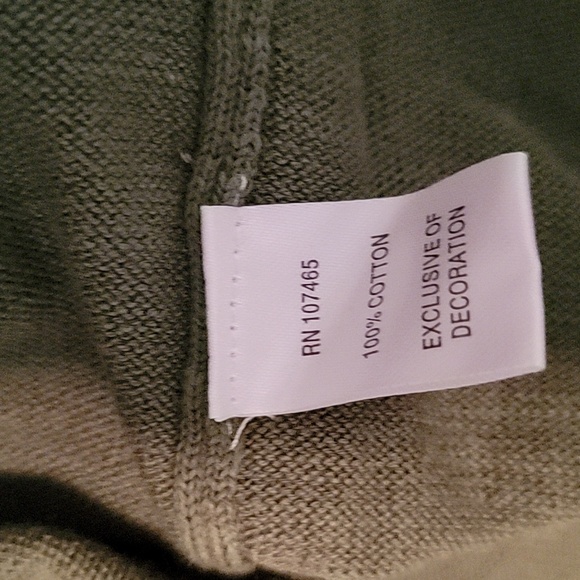 RN 107465
100% COTTON
EXCLUSIVE OF
DECORATION